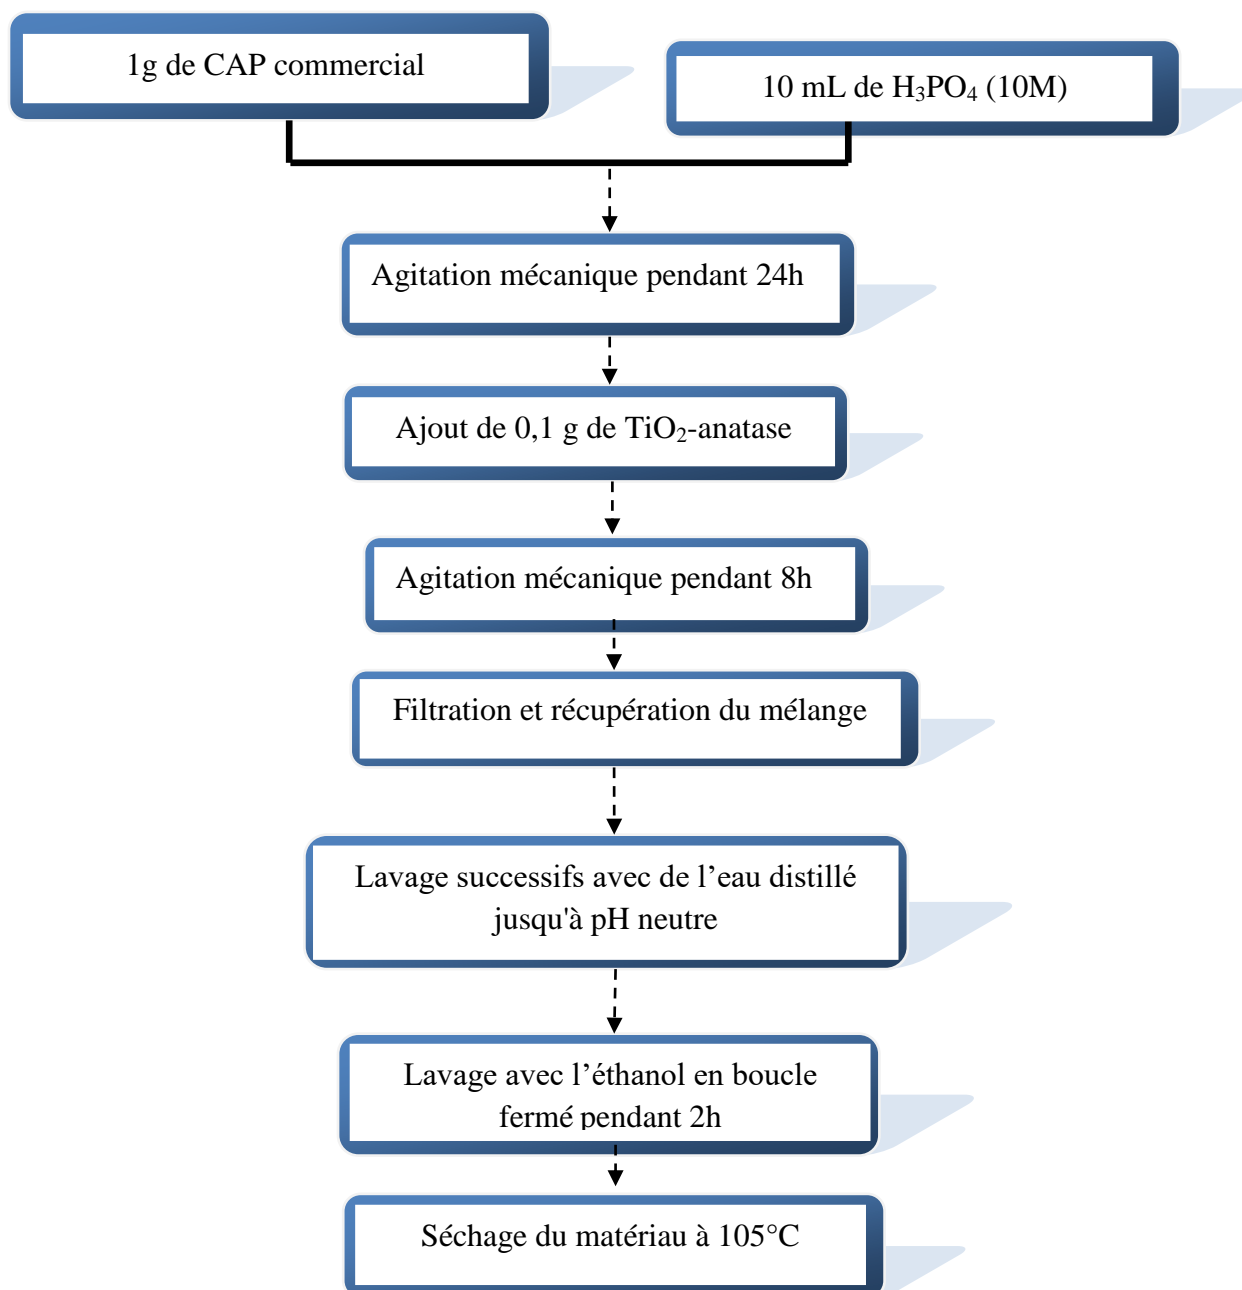 1g de CAP commercial
10 mL de H₃PO₄ (10M)
Agitation mécanique pendant 24h
Ajout de 0,1 g de TiO₂-anatase
Agitation mécanique pendant 8h
Filtration et récupération du mélange
Lavage successifs avec de l’eau distillé
jusqu'à pH neutre
Lavage avec l’éthanol en boucle
fermé pendant 2h
Séchage du matériau à 105°C